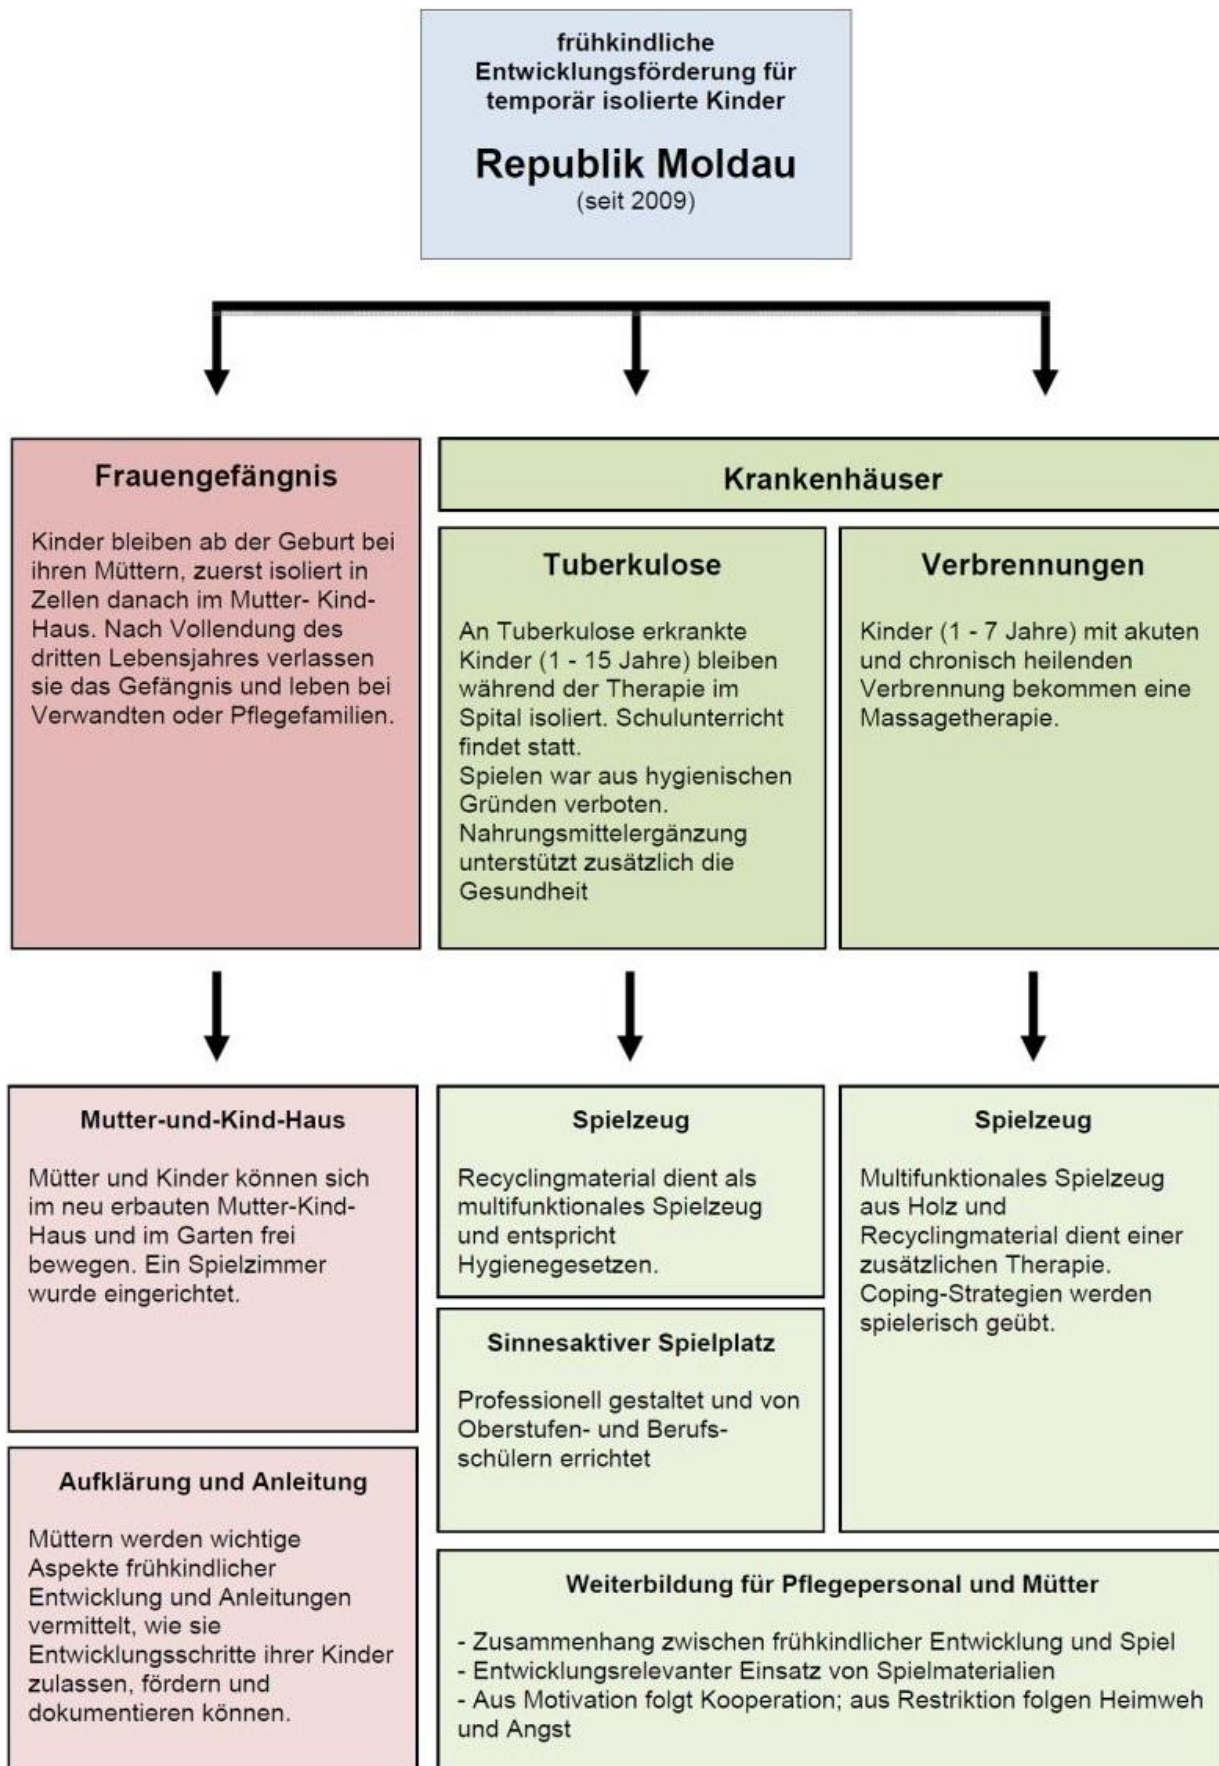 frühkindliche
Entwicklungsförderung für
temporär isolierte Kinder
Republik Moldau
(seit 2009)
Frauengefängnis
Kinder bleiben ab der Geburt bei
ihren Müttern, zuerst isoliert in
Zellen danach im Mutter- Kind-
Haus. Nach Vollendung des
dritten Lebensjahres verlassen
sie das Gefängnis und leben bei
Verwandten oder Pflegefamilien.
Krankenhäuser
Tuberkulose
An Tuberkulose erkrankte
Kinder (1 - 15 Jahre) bleiben
während der Therapie im
Spital isoliert. Schulunterricht
findet statt.
Spielen war aus hygienischen
Gründen verboten.
Nahrungsmittelergänzung
unterstützt zusätzlich die
Gesundheit
Verbrennungen
Kinder (1 - 7 Jahre) mit akuten
und chronisch heilenden
Verbrennung bekommen eine
Massagetherapie.
Mutter-und-Kind-Haus
Mütter und Kinder können sich
im neu erbauten Mutter-Kind-
Haus und im Garten frei
bewegen. Ein Spielzimmer
wurde eingerichtet.
Aufklärung und Anleitung
Müttern werden wichtige
Aspekte frühkindlicher
Entwicklung und Anleitungen
vermittelt, wie sie
Entwicklungsschritte ihrer Kinder
zulassen, fördern und
dokumentieren können.
Spielzeug
Recyclingmaterial dient als
multifunktionales Spielzeug
und entspricht
Hygienegesetzen.
Sinnesaktiver Spielplatz
Professionell gestaltet und von
Oberstufen- und Berufs-
schülern errichtet
Spielzeug
Multifunktionales Spielzeug
aus Holz und
Recyclingmaterial dient einer
zusätzlichen Therapie.
Coping-Strategien werden
spielerisch geübt.
Weiterbildung für Pflegepersonal und Mütter
- Zusammenhang zwischen frühkindlicher Entwicklung und Spiel
- Entwicklungsrelevanter Einsatz von Spielmaterialien
- Aus Motivation folgt Kooperation; aus Restriktion folgen Heimweh
und Angst